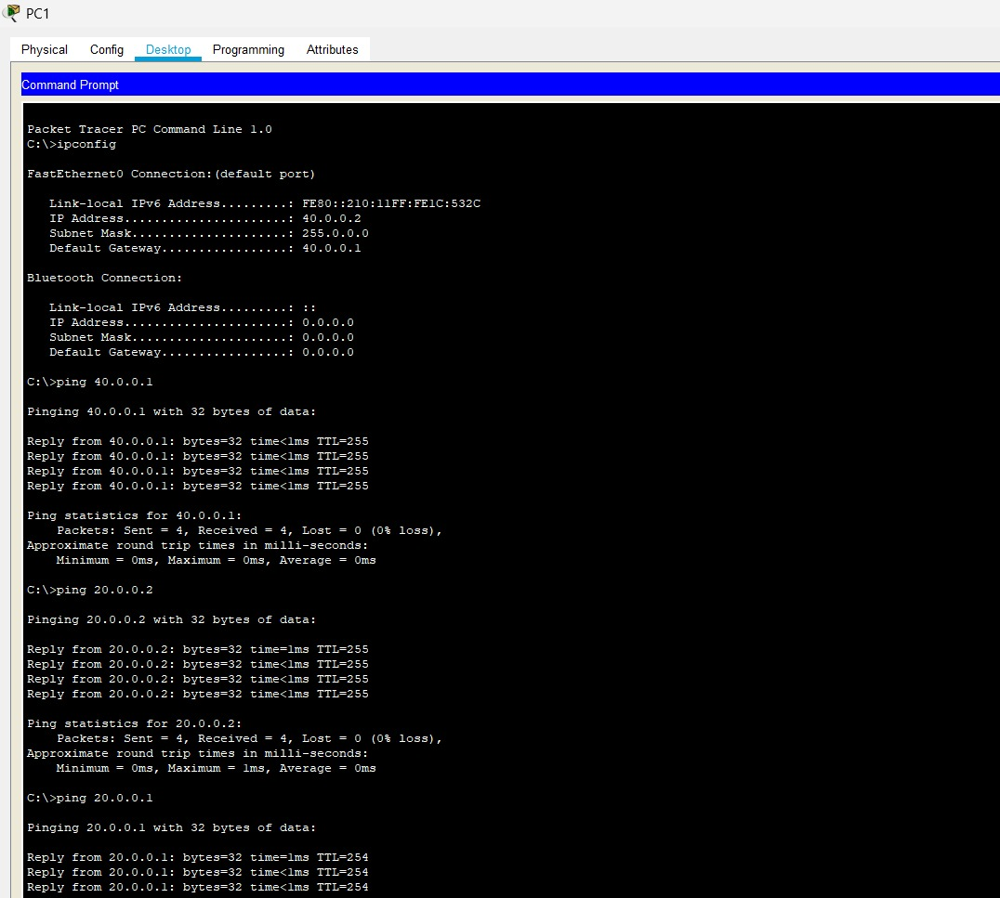 PC1
Physical Config Desktop Programming Attributes
Command Prompt
Packet Tracer PC Command Line 1.0
C:\>ipconfig
FastEthernet0 Connection:(default port)
Link-local IPv6 Address.........: FE80::210:11FF:FE1C:532C
IP Address......................: 40.0.0.2
Subnet Mask.....................: 255.0.0.0
Default Gateway.................: 40.0.0.1
Bluetooth Connection:
Link-local IPv6 Address.........: ::
IP Address......................: 0.0.0.0
Subnet Mask.....................: 0.0.0.0
Default Gateway.................: 0.0.0.0
C:\>ping 40.0.0.1
Pinging 40.0.0.1 with 32 bytes of data:
Reply from 40.0.0.1: bytes=32 time<1ms TTL=255
Reply from 40.0.0.1: bytes=32 time<1ms TTL=255
Reply from 40.0.0.1: bytes=32 time<1ms TTL=255
Reply from 40.0.0.1: bytes=32 time<1ms TTL=255
Ping statistics for 40.0.0.1:
Packets: Sent = 4, Received = 4, Lost = 0 (0% loss),
Approximate round trip times in milli-seconds:
Minimum = 0ms, Maximum = 0ms, Average = 0ms
C:\>ping 20.0.0.2
Pinging 20.0.0.2 with 32 bytes of data:
Reply from 20.0.0.2: bytes=32 time=1ms TTL=255
Reply from 20.0.0.2: bytes=32 time<1ms TTL=255
Reply from 20.0.0.2: bytes=32 time<1ms TTL=255
Reply from 20.0.0.2: bytes=32 time<1ms TTL=255
Ping statistics for 20.0.0.2:
Packets: Sent = 4, Received = 4, Lost = 0 (0% loss),
Approximate round trip times in milli-seconds:
Minimum = 0ms, Maximum = 1ms, Average = 0ms
C:\>ping 20.0.0.1
Pinging 20.0.0.1 with 32 bytes of data:
Reply from 20.0.0.1: bytes=32 time=1ms TTL=254
Reply from 20.0.0.1: bytes=32 time<1ms TTL=254
Reply from 20.0.0.1: bytes=32 time<1ms TTL=254